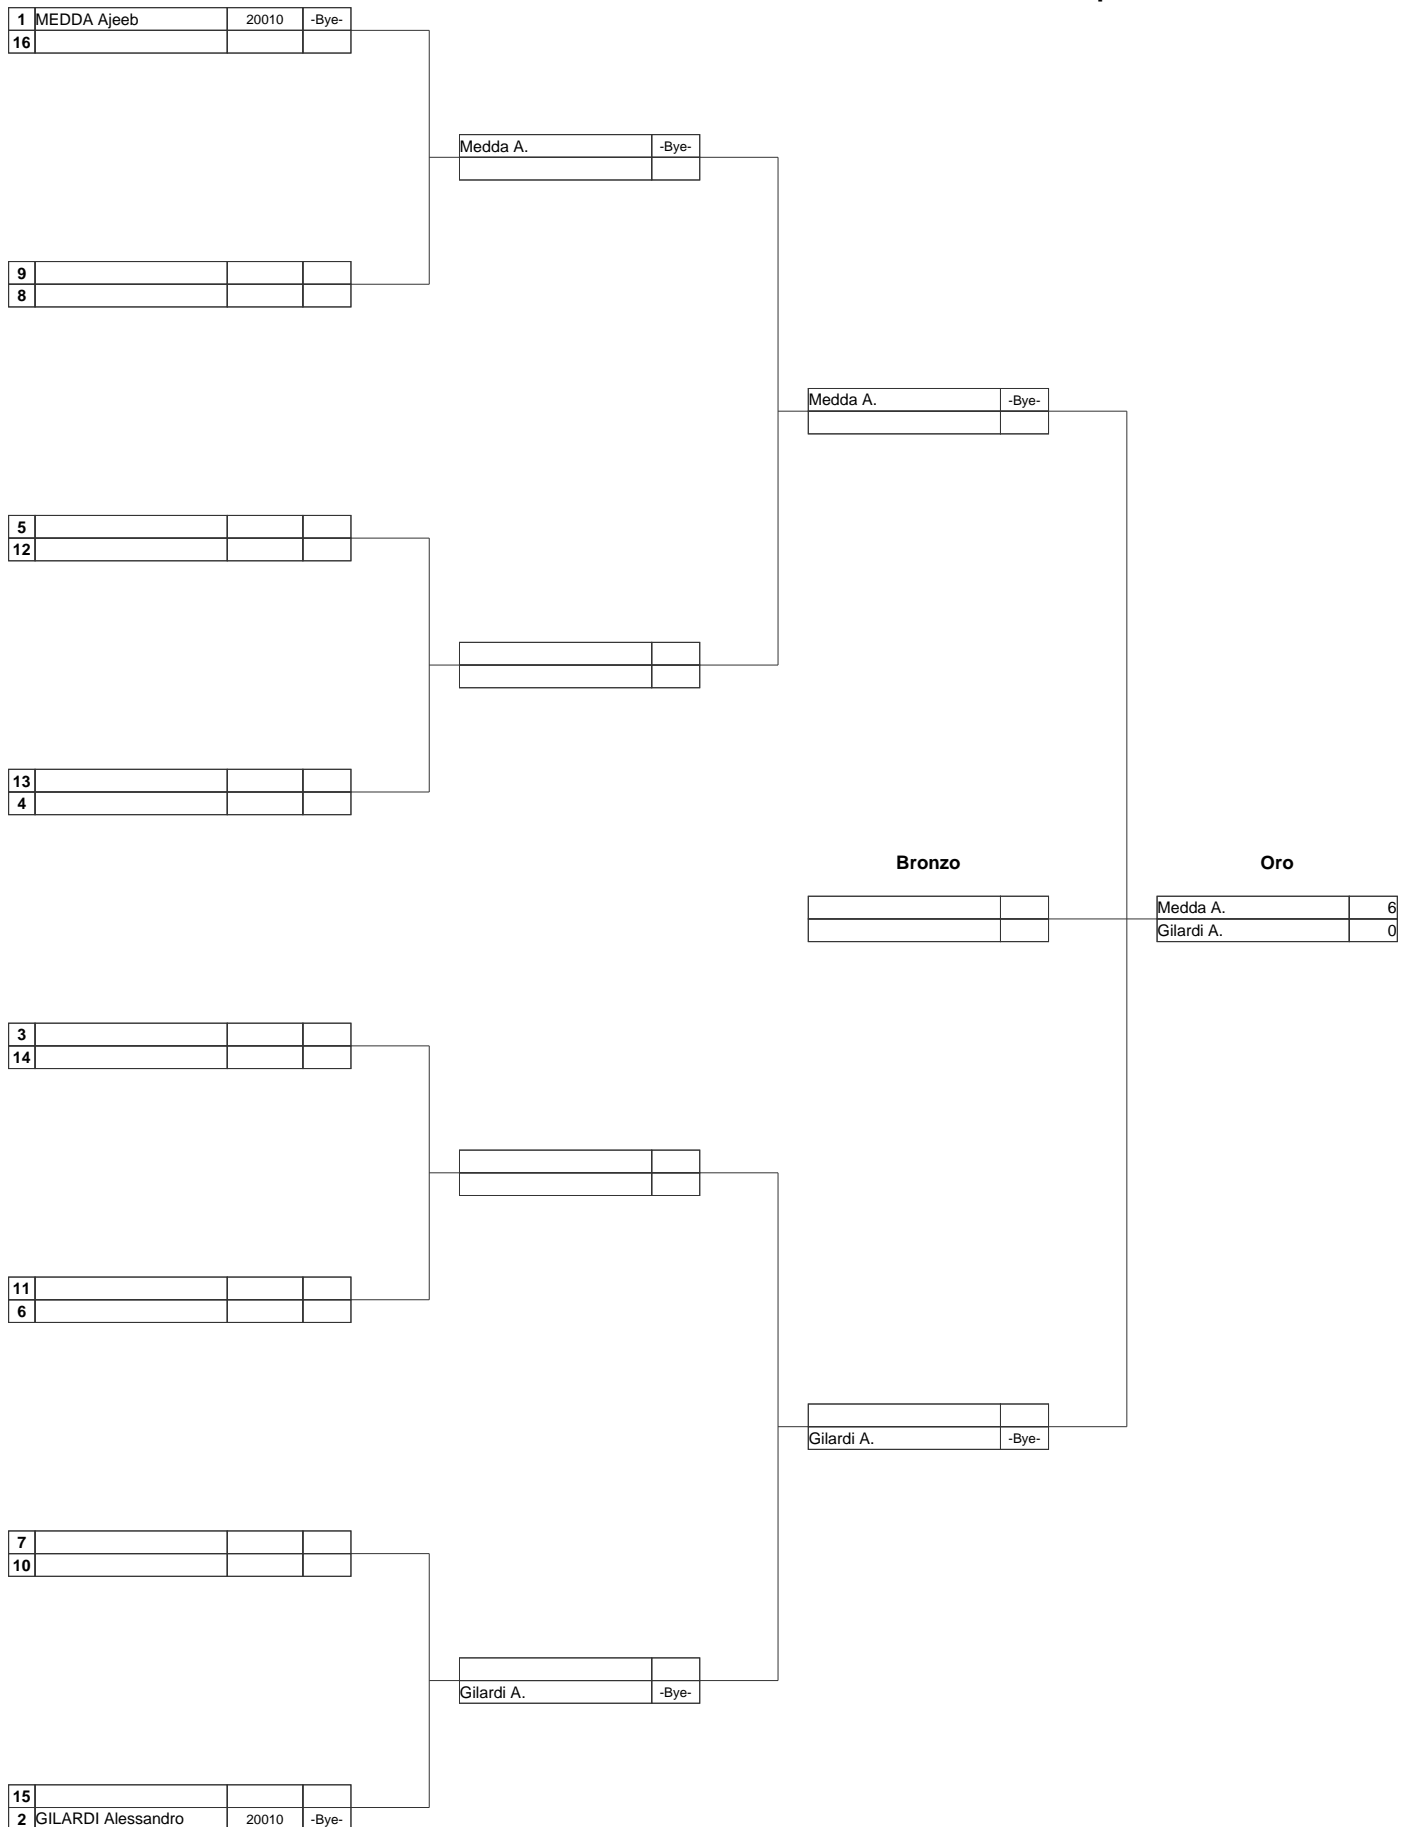 1 MEDDA Ajeeb 20010 -Bye-
16
Medda A. -Bye-
9
8
Medda A. -Bye-
5
12
13
4
Bronzo Oro
Medda A. 6
Gilardi A. 0
3
14
11
6
Gilardi A. -Bye-
7
10
Gilardi A. -Bye-
15
2 GILARDI Alessandro 20010 -Bye-